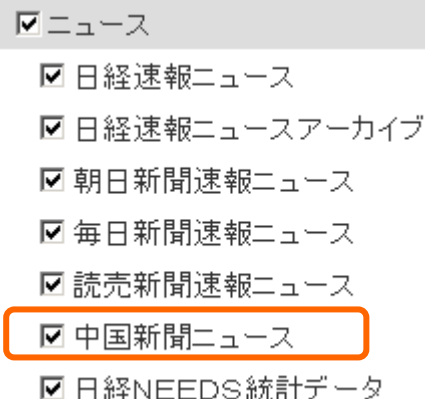 ニュース
日経速報ニュース
日経速報ニュースアーカイブ
朝日新聞速報ニュース
毎日新聞速報ニュース
読売新聞速報ニュース
中国新聞ニュース
日経NEEDS統計データ